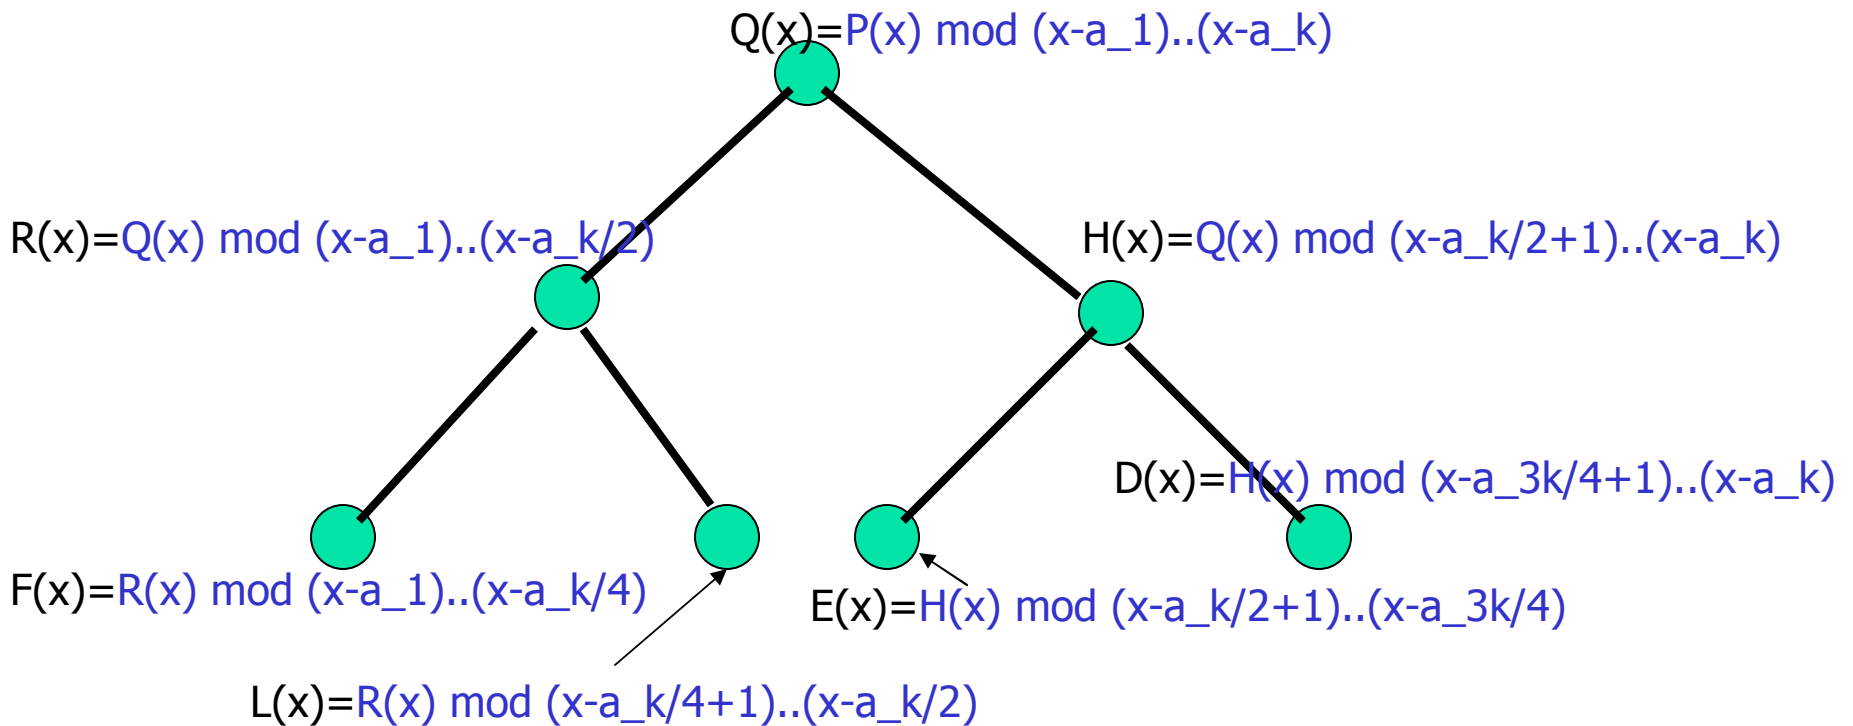 Q(x)=P(x) mod (x-a_1)..(x-a_k)
R(x)=Q(x) mod (x-a_1)..(x-a_k/2)
H(x)=Q(x) mod (x-a_k/2+1)..(x-a_k)
D(x)=H(x) mod (x-a_3k/4+1)..(x-a_k)
F(x)=R(x) mod (x-a_1)..(x-a_k/4)
E(x)=H(x) mod (x-a_k/2+1)..(x-a_3k/4)
L(x)=R(x) mod (x-a_k/4+1)..(x-a_k/2)